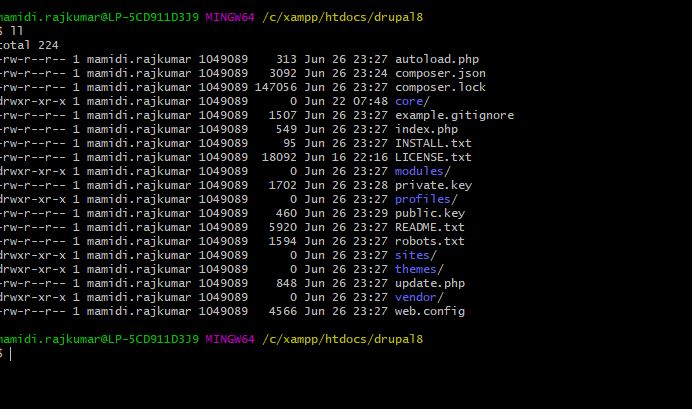 mamidi.rajkumar@LP-5CD911D3J9 MINGW64 /c/xampp/htdocs/drupal8
$ ll
total 224
-rw-r--r-- 1 mamidi.rajkumar 1049089    313 Jun 26 23:27 autoload.php
-rw-r--r-- 1 mamidi.rajkumar 1049089   3092 Jun 26 23:24 composer.json
-rw-r--r-- 1 mamidi.rajkumar 1049089 147056 Jun 26 23:27 composer.lock
drwxr-xr-x 1 mamidi.rajkumar 1049089      0 Jun 22 07:48 core/
-rw-r--r-- 1 mamidi.rajkumar 1049089   1507 Jun 26 23:27 example.gitignore
-rw-r--r-- 1 mamidi.rajkumar 1049089    549 Jun 26 23:27 index.php
-rw-r--r-- 1 mamidi.rajkumar 1049089     95 Jun 26 23:27 INSTALL.txt
-rw-r--r-- 1 mamidi.rajkumar 1049089  18092 Jun 16 22:16 LICENSE.txt
drwxr-xr-x 1 mamidi.rajkumar 1049089      0 Jun 26 23:27 modules/
-rw-r--r-- 1 mamidi.rajkumar 1049089   1702 Jun 26 23:28 private.key
drwxr-xr-x 1 mamidi.rajkumar 1049089      0 Jun 26 23:27 profiles/
-rw-r--r-- 1 mamidi.rajkumar 1049089    460 Jun 26 23:29 public.key
-rw-r--r-- 1 mamidi.rajkumar 1049089   5920 Jun 26 23:27 README.txt
-rw-r--r-- 1 mamidi.rajkumar 1049089   1594 Jun 26 23:27 robots.txt
drwxr-xr-x 1 mamidi.rajkumar 1049089      0 Jun 26 23:27 sites/
drwxr-xr-x 1 mamidi.rajkumar 1049089      0 Jun 26 23:27 themes/
-rw-r--r-- 1 mamidi.rajkumar 1049089    848 Jun 26 23:27 update.php
drwxr-xr-x 1 mamidi.rajkumar 1049089      0 Jun 26 23:27 vendor/
-rw-r--r-- 1 mamidi.rajkumar 1049089   4566 Jun 26 23:27 web.config
mamidi.rajkumar@LP-5CD911D3J9 MINGW64 /c/xampp/htdocs/drupal8
$